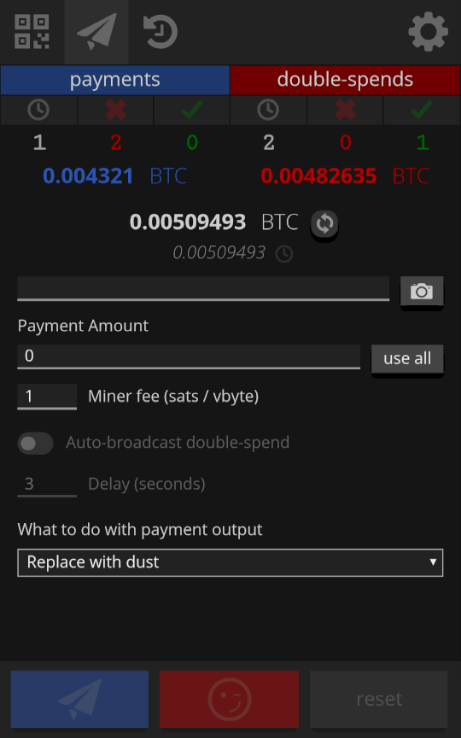 payments double-spends
1 2 0 2 0 1
0.004321 BTC 0.00482635 BTC
0.00509493 BTC
0.00509493
Payment Amount
0 use all
1 Miner fee (sats / vbyte)
Auto-broadcast double-spend
3 Delay (seconds)
What to do with payment output
Replace with dust
reset